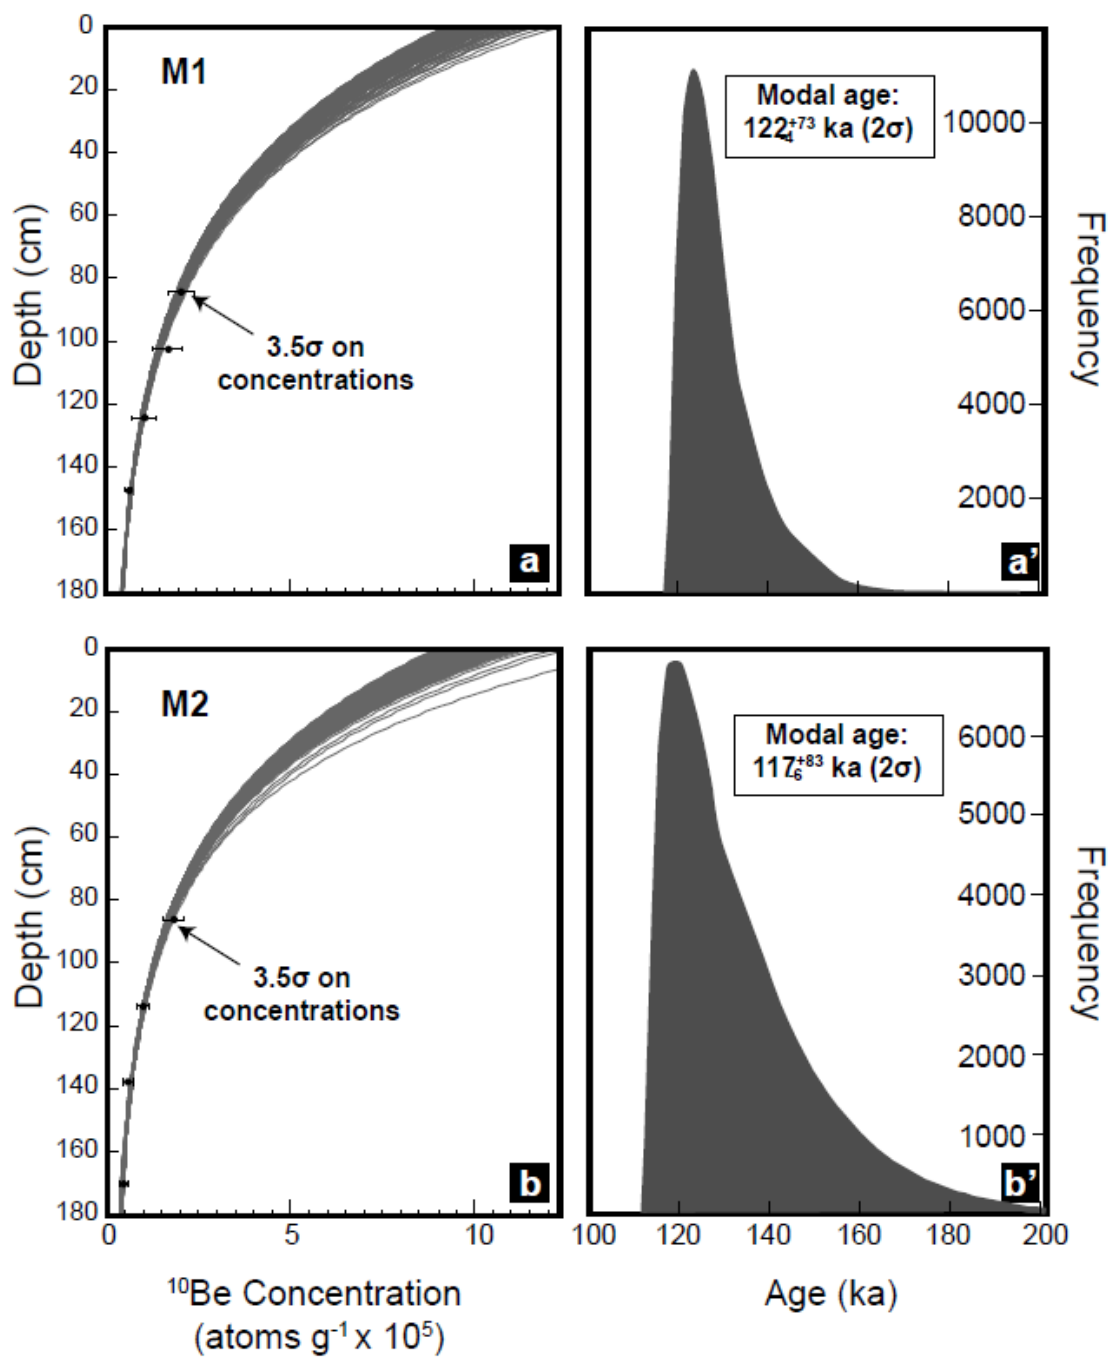 0
20
40
60
80
100
120
140
160
180
Depth (cm)
M1
3.5σ on
concentrations
a
Modal age:
122 +73 -4 ka (2σ)
10000
8000
6000
4000
2000
Frequency
a’
0
20
40
60
80
100
120
140
160
180
Depth (cm)
M2
3.5σ on
concentrations
b
0
5
10
¹⁰Be Concentration
(atoms g⁻¹ x 10⁵)
Modal age:
117 +83 -6 ka (2σ)
6000
5000
4000
3000
2000
1000
Frequency
b’
100
120
140
160
180
200
Age (ka)